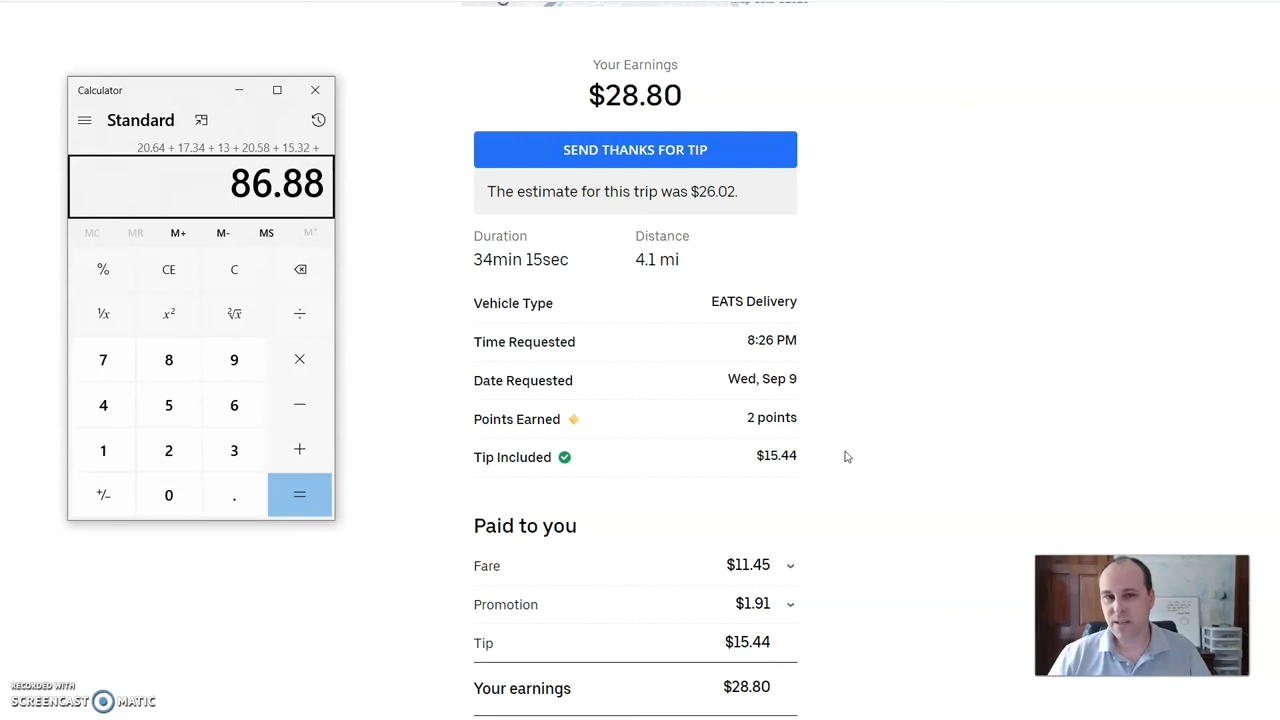 Calculator
Standard
20.64 + 17.34 + 13 + 20.58 + 15.32 +
86.88
MC MR M+ M- MS
% CE C
¹/x x² ²√x ÷
7 8 9 ×
4 5 6 −
1 2 3 +
+/− 0 . =
Your Earnings
$28.80
SEND THANKS FOR TIP
The estimate for this trip was $26.02.
Duration Distance
34min 15sec 4.1 mi
Vehicle Type EATS Delivery
Time Requested 8:26 PM
Date Requested Wed, Sep 9
Points Earned 2 points
Tip Included $15.44
Paid to you
Fare $11.45
Promotion $1.91
Tip $15.44
Your earnings $28.80
RECORDED WITH
SCREENCAST MATIC